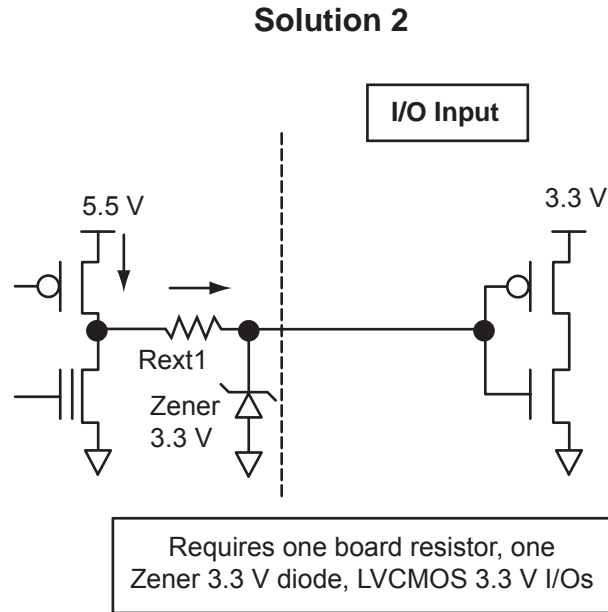 Solution 2
I/O Input
5.5 V
3.3 V
Rext1
Zener
3.3 V
Requires one board resistor, one
Zener 3.3 V diode, LVCMOS 3.3 V I/Os